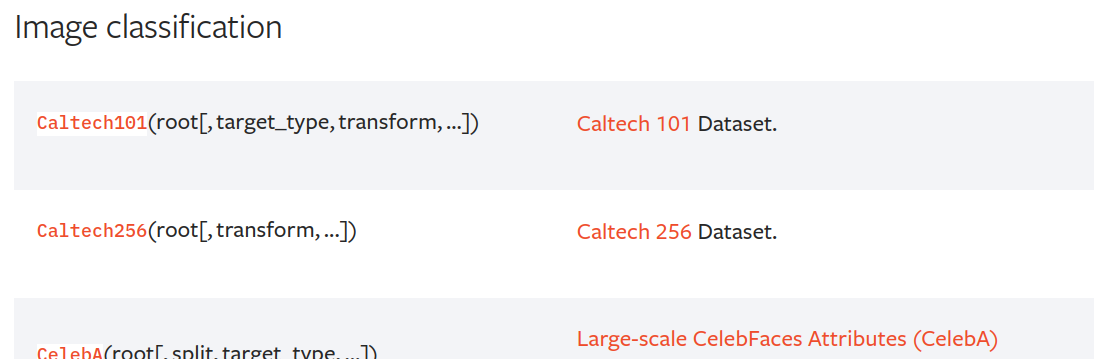 Image classification
Caltech101(root[, target_type, transform, ...]) Caltech 101 Dataset.
Caltech256(root[, transform, ...]) Caltech 256 Dataset.
Large-scale CelebFaces Attributes (CelebA)
CelebA(root[, split, target_type, ...])